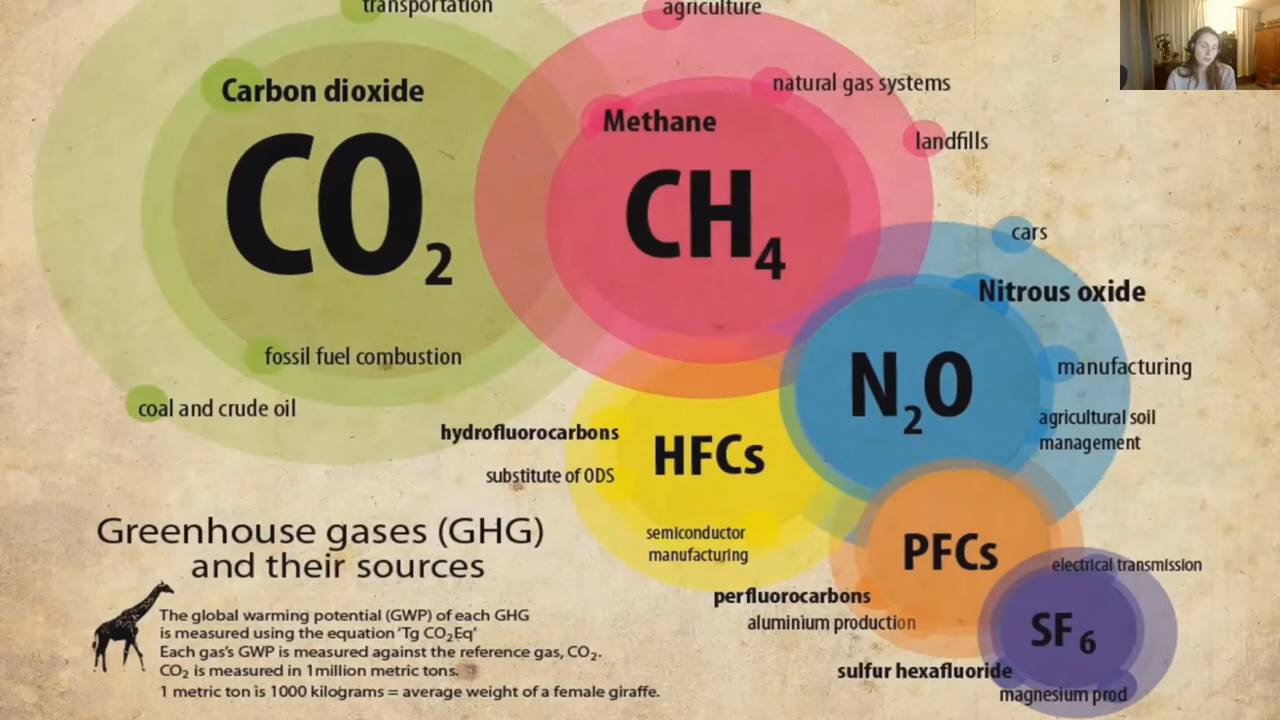 transportation
agriculture
Carbon dioxide
natural gas systems
Methane
landfills
CO2
CH4
cars
Nitrous oxide
fossil fuel combustion
N2O
manufacturing
coal and crude oil
agricultural soil
management
hydrofluorocarbons
HFCs
substitute of ODS
semiconductor
manufacturing
Greenhouse gases (GHG)
and their sources
PFCs
electrical transmission
perfluorocarbons
aluminium production
SF6
sulfur hexafluoride
magnesium prod
The global warming potential (GWP) of each GHG
is measured using the equation 'Tg CO2Eq'
Each gas's GWP is measured against the reference gas, CO2.
CO2 is measured in 1million metric tons.
1 metric ton is 1000 kilograms = average weight of a female giraffe.